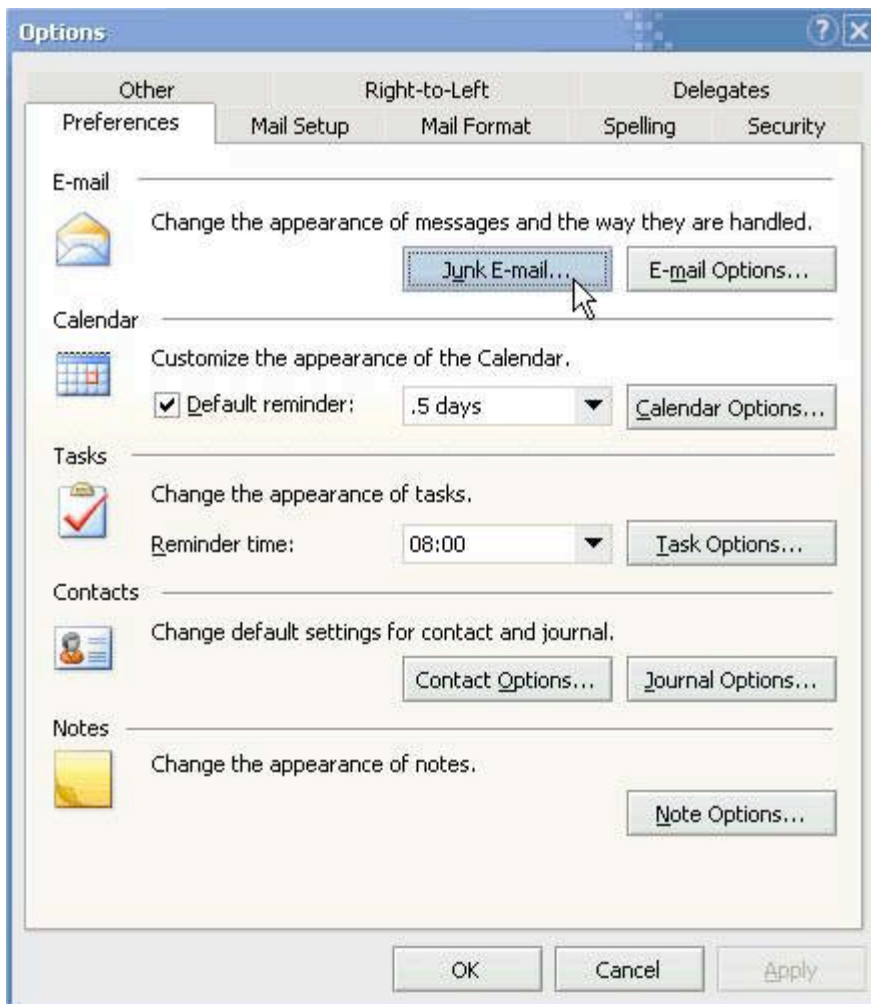 Options
Other Right-to-Left Delegates
Preferences Mail Setup Mail Format Spelling Security
E-mail
Change the appearance of messages and the way they are handled.
Junk E-mail... E-mail Options...
Calendar
Customize the appearance of the Calendar.
Default reminder: .5 days Calendar Options...
Tasks
Change the appearance of tasks.
Reminder time: 08:00 Task Options...
Contacts
Change default settings for contact and journal.
Contact Options... Journal Options...
Notes
Change the appearance of notes.
Note Options...
OK Cancel Apply